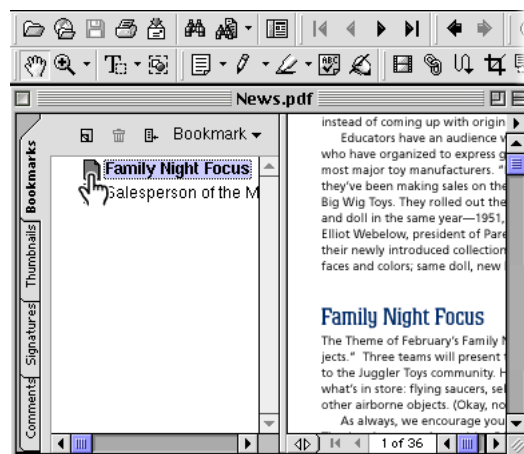 News.pdf
Bookmarks
Thumbnails
Signatures
Comments
Bookmark
Family Night Focus
Salesperson of the M
instead of coming up with origin
Educators have an audience
who have organized to express g
most major toy manufacturers. "
they've been making sales on the
Big Wig Toys. They rolled out the
and doll in the same year—1951,
Elliot Webelow, president of Pare
their newly introduced collection
faces and colors; same doll, new
Family Night Focus
The Theme of February's Family N
jects." Three teams will present
to the Juggler Toys community. H
what's in store: flying saucers, sel
other airborne objects. (Okay, no
As always, we encourage you
1 of 36